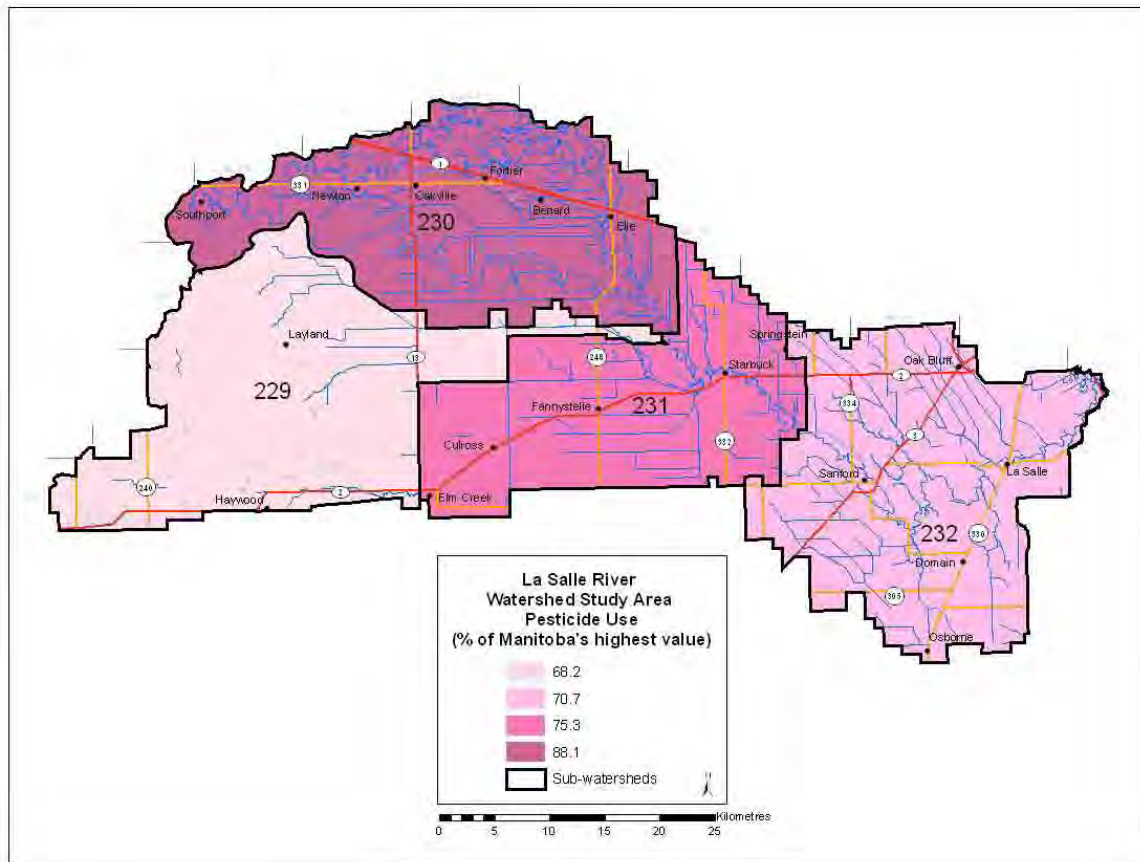 1
Fortier
331
Newton
Oakville
Southport
Benard
Elie
230
Layland
13
248
Springstein
Oak Bluff
Starbuck
2
229
Fannystelle
231
334
3
Culross
332
La Salle
Sanford
240
2
Haywood
Elm Creek
232
330
Domain
305
Osborne
La Salle River
Watershed Study Area
Pesticide Use
(% of Manitoba's highest value)
68.2
70.7
75.3
88.1
Sub-watersheds
N
Kilometres
0 5 10 15 20 25